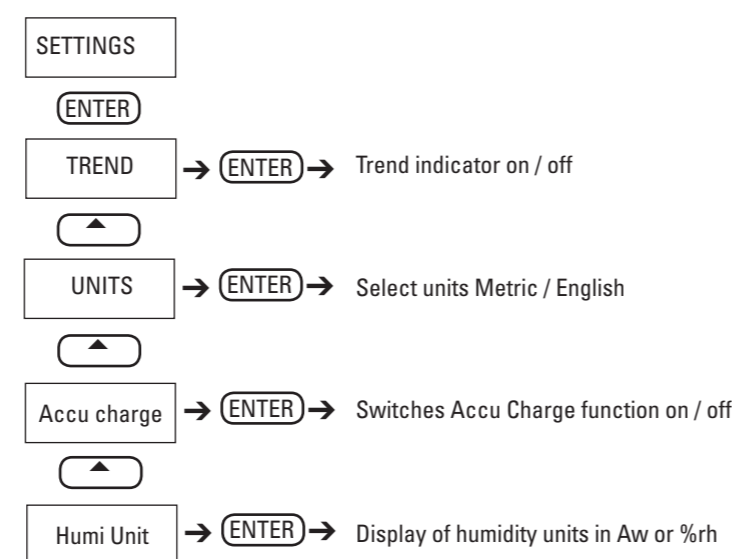 SETTINGS
ENTER
TREND ENTER Trend indicator on / off
UNITS ENTER Select units Metric / English
Accu charge ENTER Switches Accu Charge function on / off
Humi Unit ENTER Display of humidity units in Aw or %rh